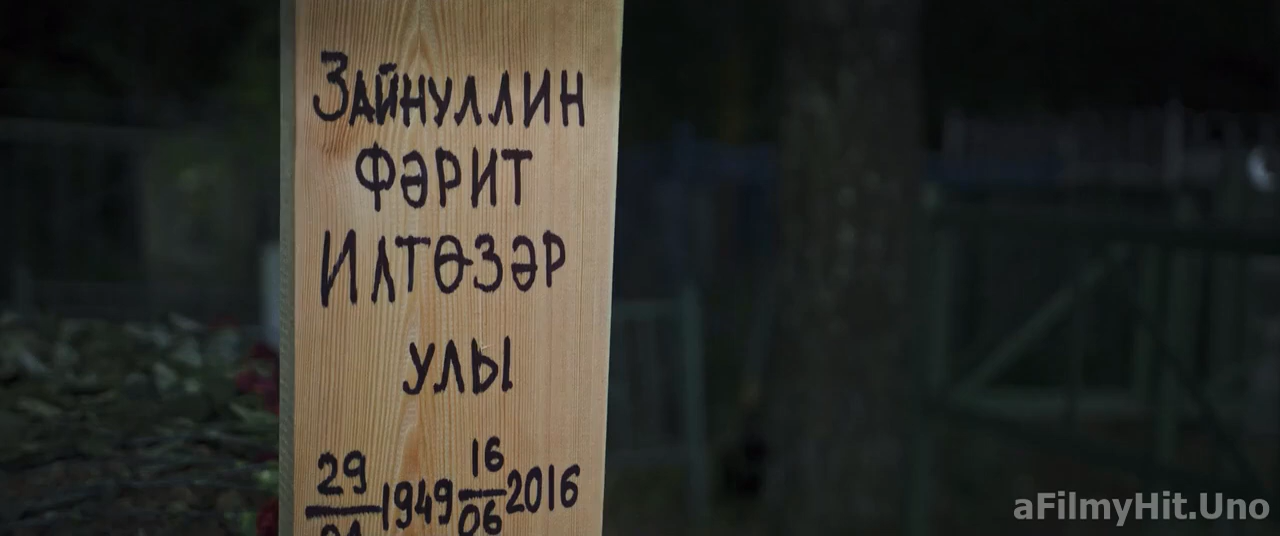 Зайнуллин
Фәрит
Илтөзәр
улы
29 1949 16 2016
06
aFilmyHit.Uno